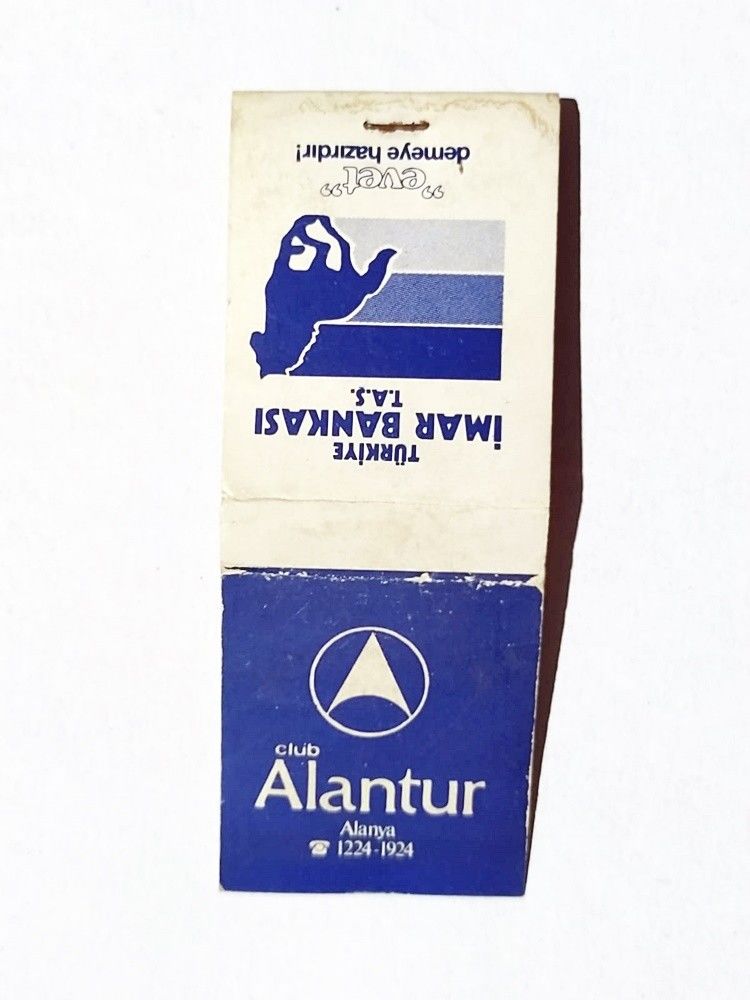 TÜRKİYE
İMAR BANKASI
T.A.Ş.
"evet"
demeye hazırdır!
club
Alantur
Alanya
☎ 1224-1924